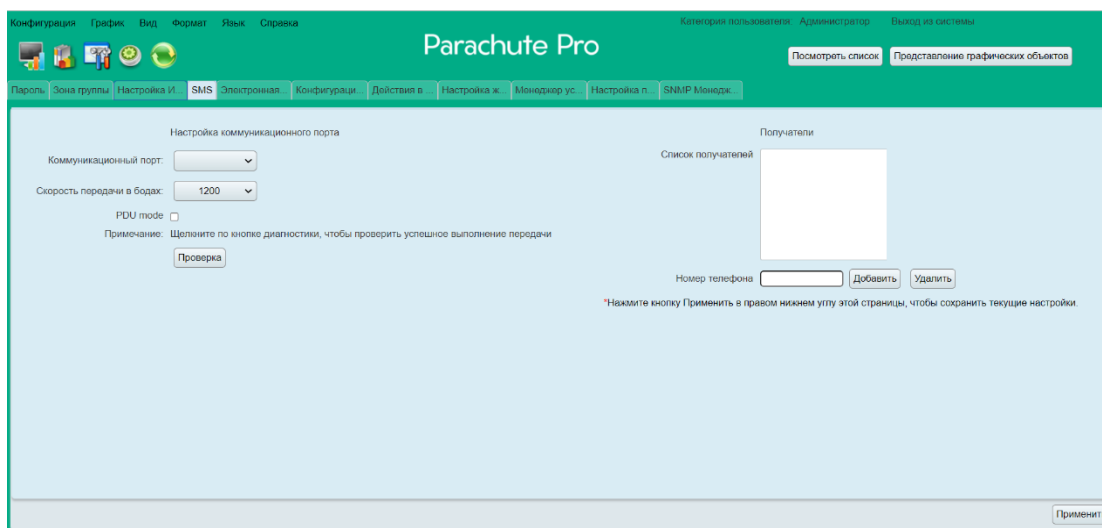 Конфигурация График Вид Формат Язык Справка
Категория пользователя: Администратор Выход из системы
Parachute Pro
Посмотреть список Представление графических объектов
Пароль Зона группы Настройка И... SMS Электронная... Конфигураци... Действия в ... Настройка ж... Менеджер ус... Настройка п... SNMP Менедж...
Настройка коммуникационного порта
Получатели
Коммуникационный порт:
Список получателей
Скорость передачи в бодах: 1200
PDU mode
Примечание: Щелкните по кнопке диагностики, чтобы проверить успешное выполнение передачи
Проверка
Номер телефона Добавить Удалить
*Нажмите кнопку Применить в правом нижнем углу этой страницы, чтобы сохранить текущие настройки.
Применит